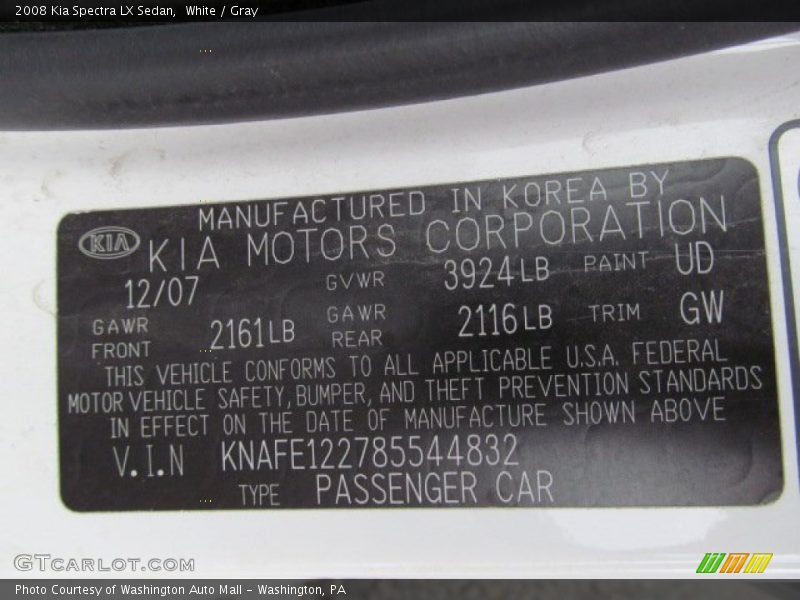 2008 Kia Spectra LX Sedan, White / Gray
MANUFACTURED IN KOREA BY
KIA KIA MOTORS CORPORATION
12/07 GVWR 3924LB PAINT UD
GAWR FRONT 2161LB GAWR REAR 2116LB TRIM GW
THIS VEHICLE CONFORMS TO ALL APPLICABLE U.S.A. FEDERAL
MOTOR VEHICLE SAFETY, BUMPER, AND THEFT PREVENTION STANDARDS
IN EFFECT ON THE DATE OF MANUFACTURE SHOWN ABOVE
V.I.N KNAFE122785544832
TYPE PASSENGER CAR
GTCARLOT.COM
Photo Courtesy of Washington Auto Mall - Washington, PA